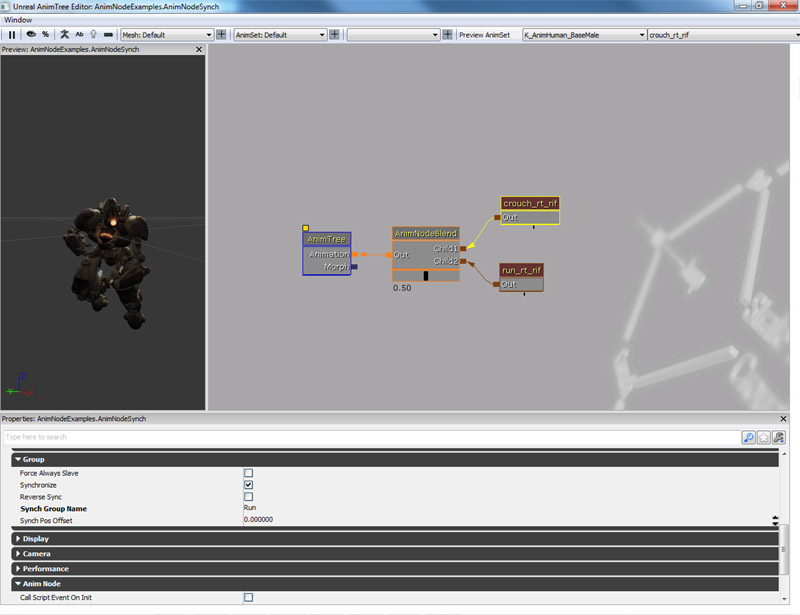 Unreal AnimTree Editor: AnimNodeExamples.AnimNodeSynch
Window
Ab
Mesh: Default
AnimSet: Default
Preview AnimSet
K_AnimHuman_BaseMale
crouch_rt_rif
Preview: AnimNodeExamples.AnimNodeSynch
crouch_rt_rif
Out
AnimTree
Animation
Morph
AnimNodeBlend
Out
Child1
Child2
0.50
run_rt_rif
Out
Z
Y
X
Properties: AnimNodeExamples.AnimNodeSynch
Type here to search
Group
Force Always Slave
Synchronize
Reverse Sync
Synch Group Name Run
Synch Pos Offset 0.000000
Display
Camera
Performance
Anim Node
Call Script Event On Init